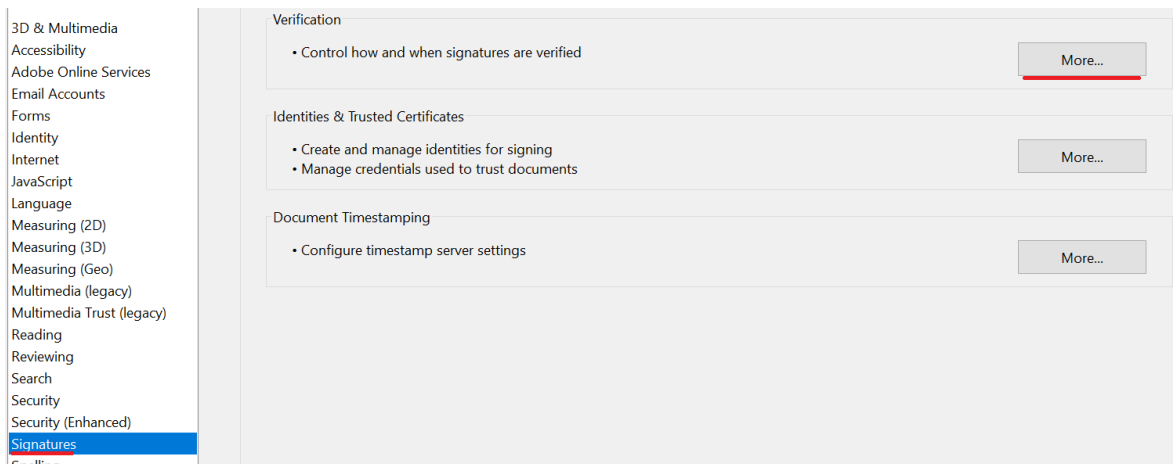 3D & Multimedia
Accessibility
Adobe Online Services
Email Accounts
Forms
Identity
Internet
JavaScript
Language
Measuring (2D)
Measuring (3D)
Measuring (Geo)
Multimedia (legacy)
Multimedia Trust (legacy)
Reading
Reviewing
Search
Security
Security (Enhanced)
Signatures
Verification
• Control how and when signatures are verified
More...
Identities & Trusted Certificates
• Create and manage identities for signing
• Manage credentials used to trust documents
More...
Document Timestamping
• Configure timestamp server settings
More...